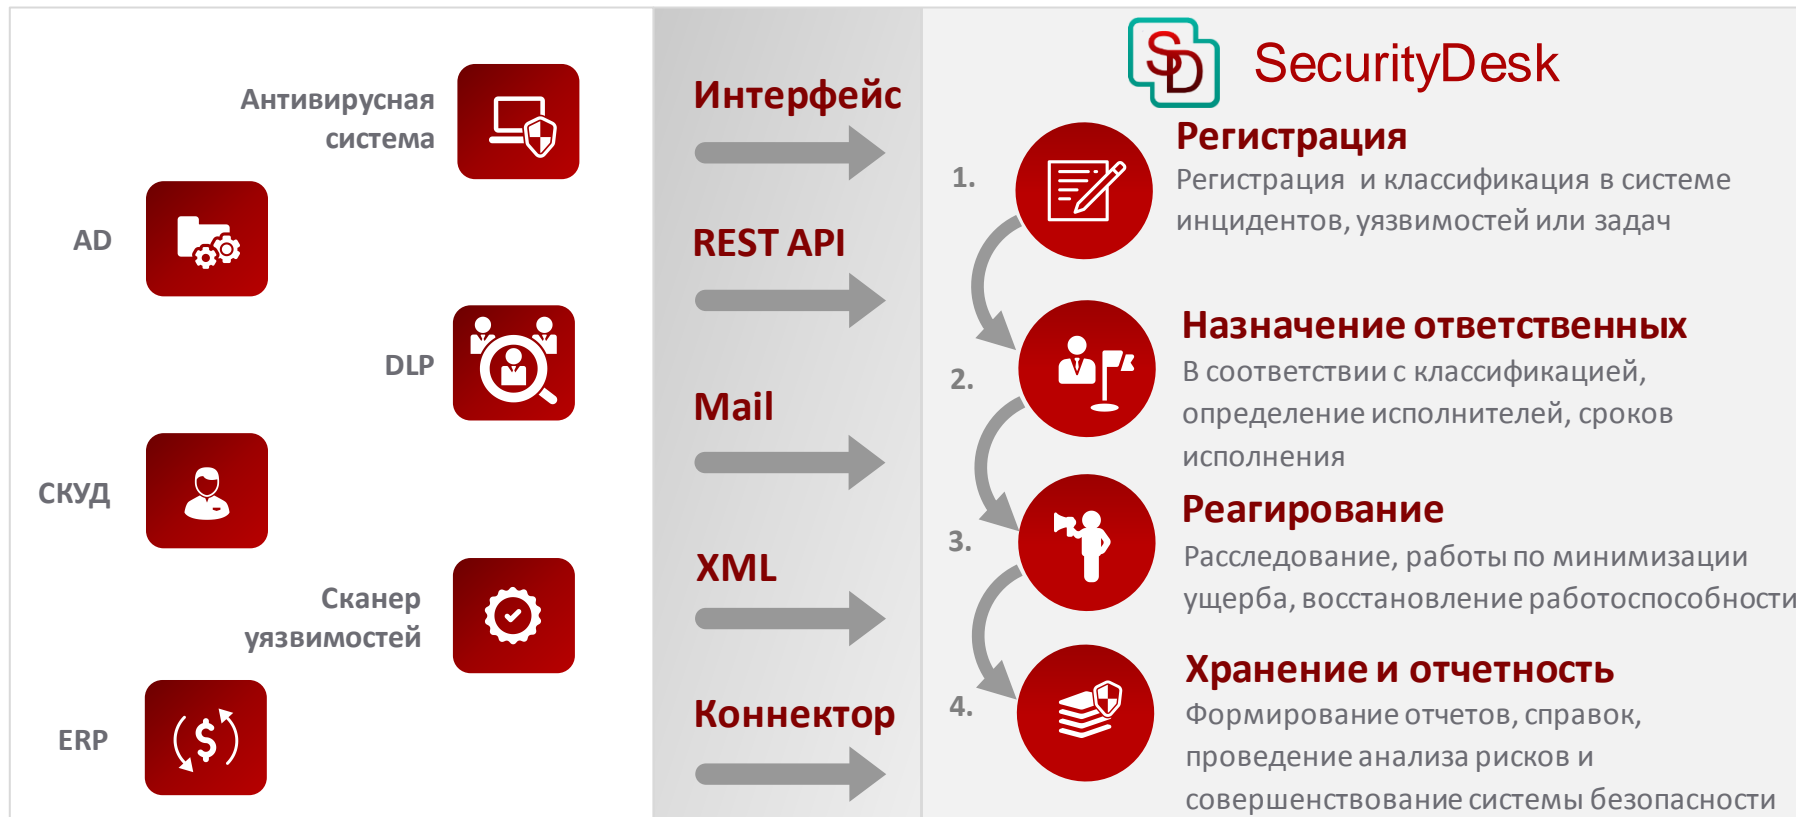 Антивирусная
система
AD
DLP
СКУД
Сканер
уязвимостей
ERP
Интерфейс
REST API
Mail
XML
Коннектор
SD SecurityDesk
1.
Регистрация
Регистрация и классификация в системе
инцидентов, уязвимостей или задач
2.
Назначение ответственных
В соответствии с классификацией,
определение исполнителей, сроков
исполнения
3.
Реагирование
Расследование, работы по минимизации
ущерба, восстановление работоспособности
4.
Хранение и отчетность
Формирование отчетов, справок,
проведение анализа рисков и
совершенствование системы безопасности